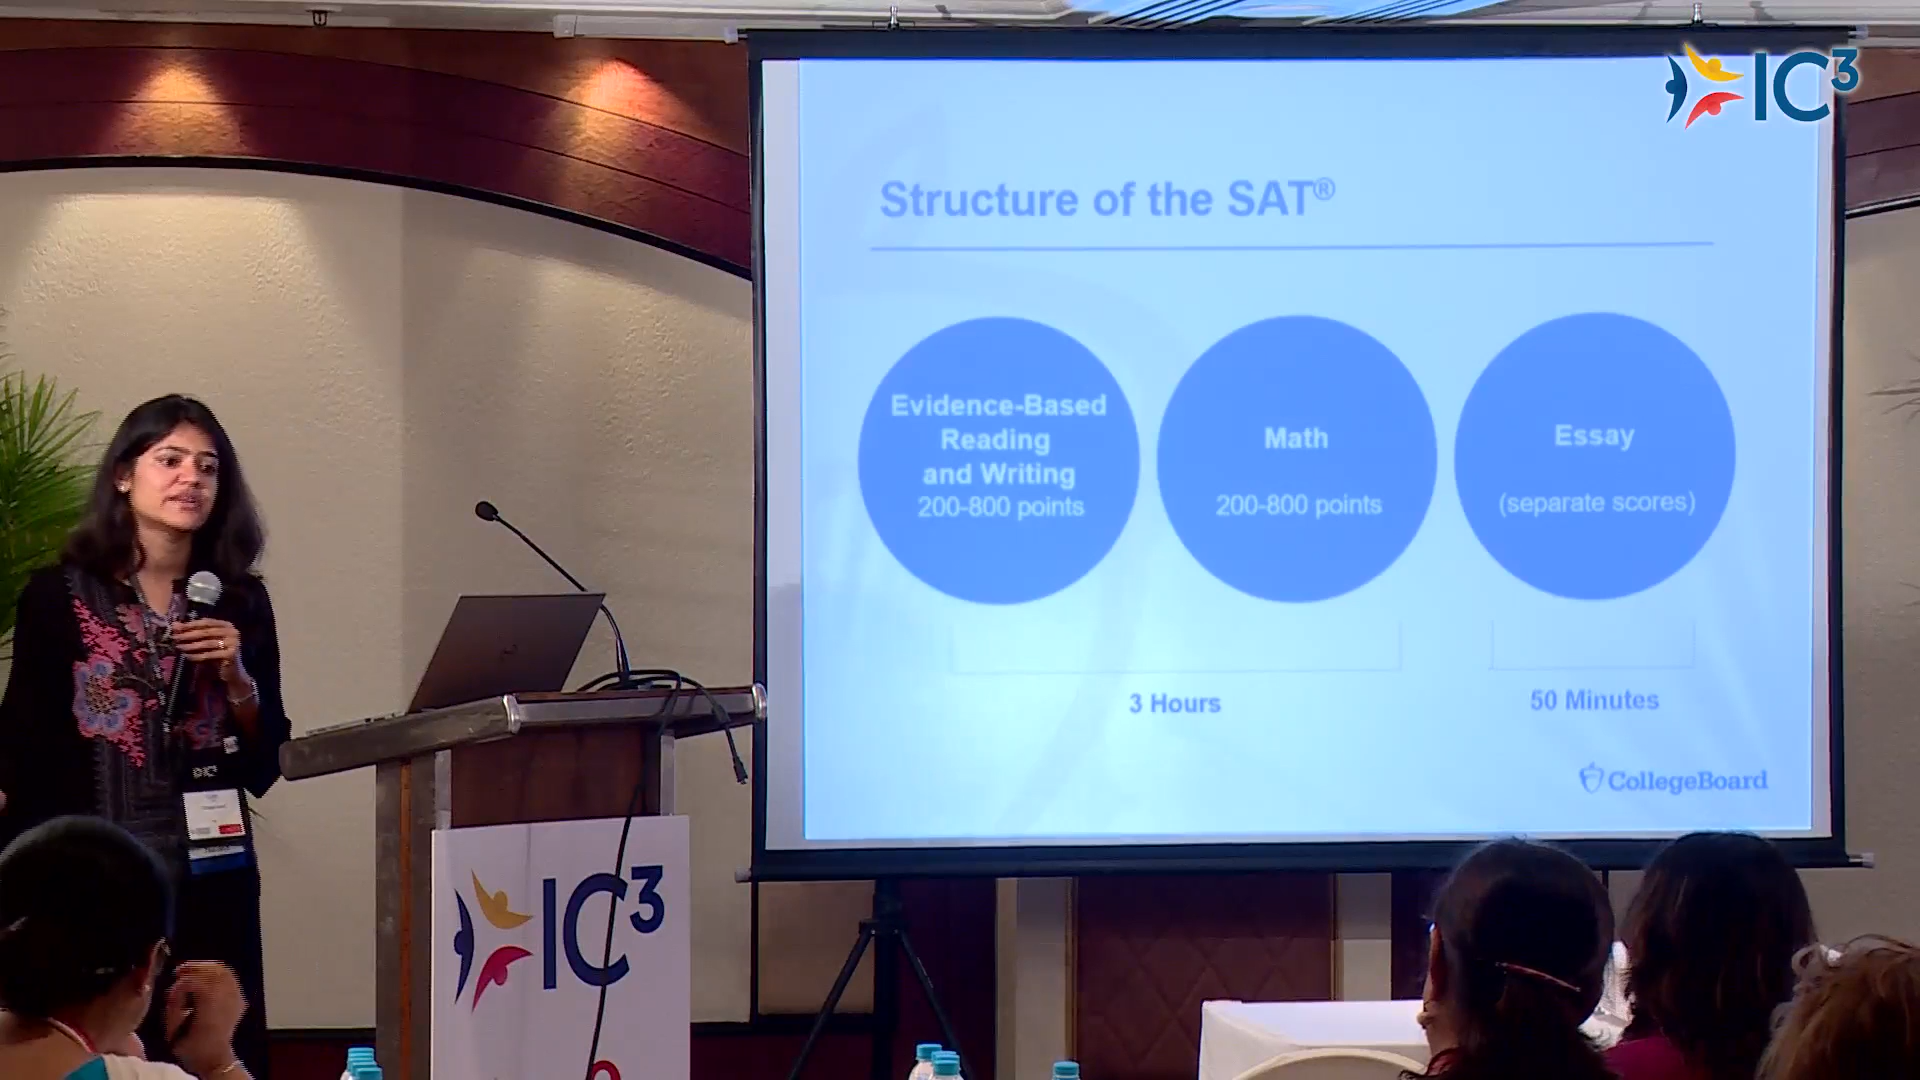 IC³
Structure of the SAT®
Evidence-Based
Reading
and Writing
200-800 points
Math
200-800 points
Essay
(separate scores)
3 Hours
50 Minutes
CollegeBoard
IC³